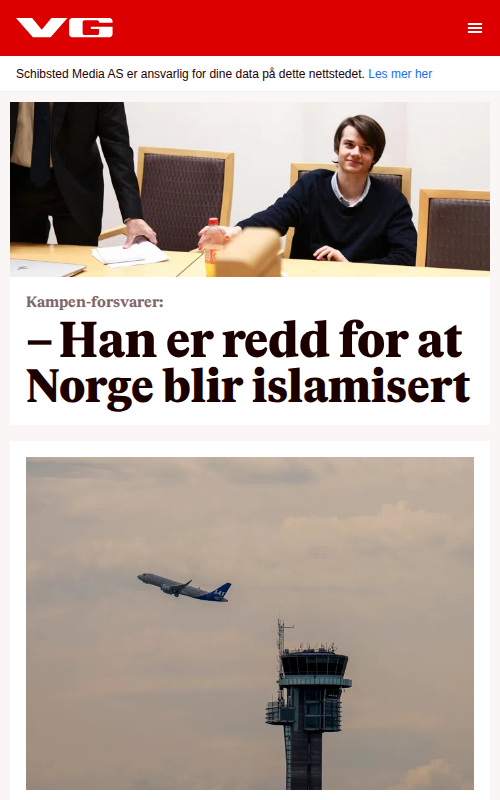 VG
Schibsted Media AS er ansvarlig for dine data på dette nettstedet. Les mer her
Kampen-forsvarer:
– Han er redd for at
Norge blir islamisert